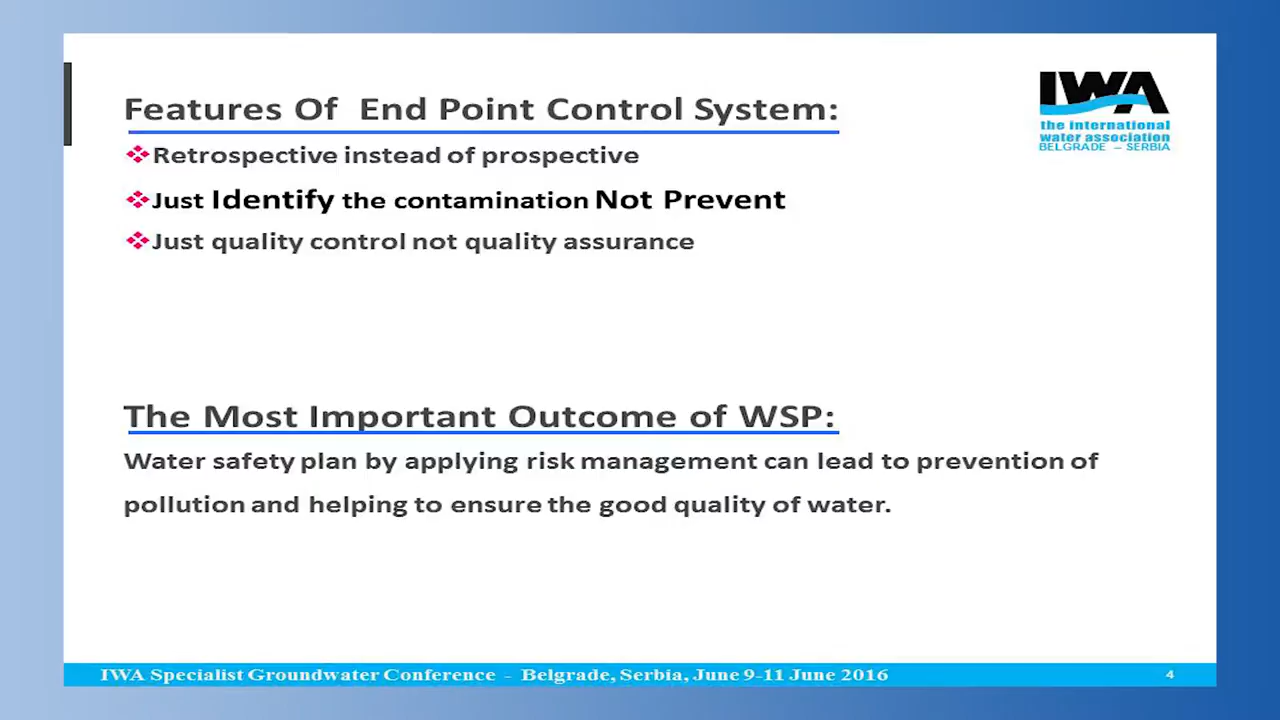 IWA
the international
water association
BELGRADE – SERBIA
Features Of End Point Control System:
❖Retrospective instead of prospective
❖Just Identify the contamination Not Prevent
❖Just quality control not quality assurance
The Most Important Outcome of WSP:
Water safety plan by applying risk management can lead to prevention of
pollution and helping to ensure the good quality of water.
IWA Specialist Groundwater Conference - Belgrade, Serbia, June 9-11 June 2016
4